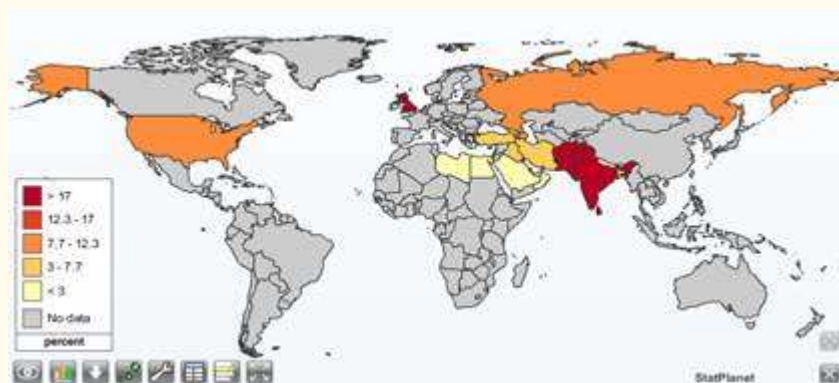 > 17
12.3 - 17
7.7 - 12.3
3 - 7.7
< 3
No data
percent
StatPlanet